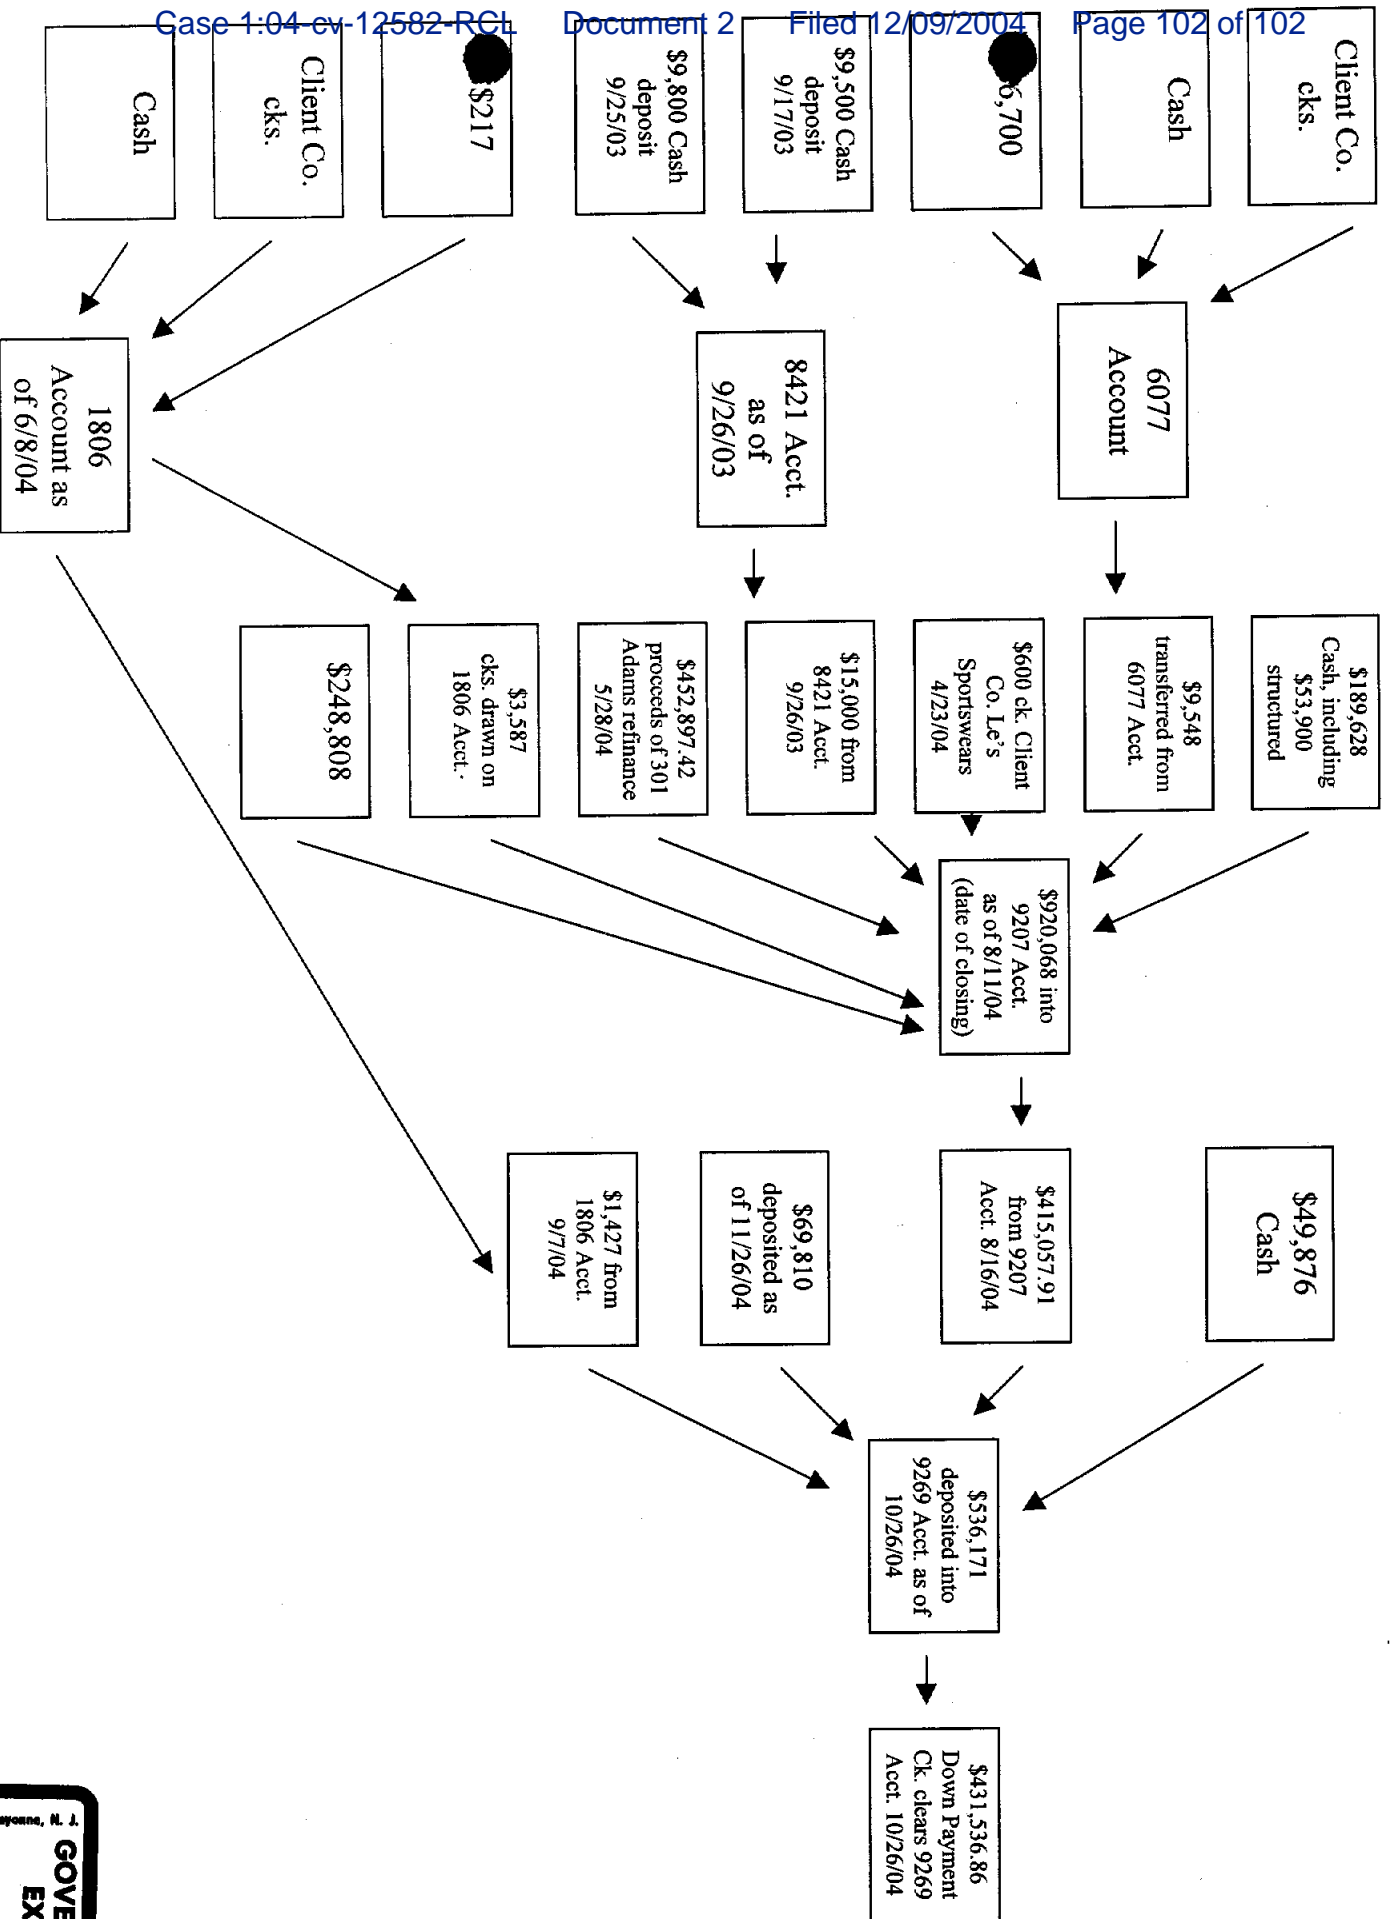 Case 1:04-cv-12582-RCL Document 2 Filed 12/09/2004 Page 102 of 102
Client Co.
cks.
Cash
6,700
$9,500 Cash
deposit
9/17/03
$9,800 Cash
deposit
9/25/03
$217
Client Co.
cks.
Cash
6077
Account
8421 Acct.
as of
9/26/03
1806
Account as
of 6/8/04
$189,628
Cash, including
$53,900
structured
$9,548
transferred from
6077 Acct.
$600 ck. Client
Co. Le's
Sportswears
4/23/04
$15,000 from
8421 Acct.
9/26/03
$452,897.42
proceeds of 301
Adams refinance
5/28/04
$3,587
cks. drawn on
1806 Acct.
$248,808
$920,068 into
9207 Acct.
as of 8/11/04
(date of closing)
$49,876
Cash
$415,057.91
from 9207
Acct. 8/16/04
$69,810
deposited as
of 11/26/04
$1,427 from
1806 Acct.
9/7/04
$536,171
deposited into
9269 Acct. as of
10/26/04
$431,536.86
Down Payment
Ck. clears 9269
Acct. 10/26/04
N. J.
GOVE
EX